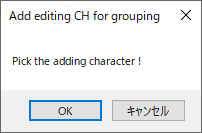 Add editing CH for grouping
Pick the adding character !
OK
キャンセル